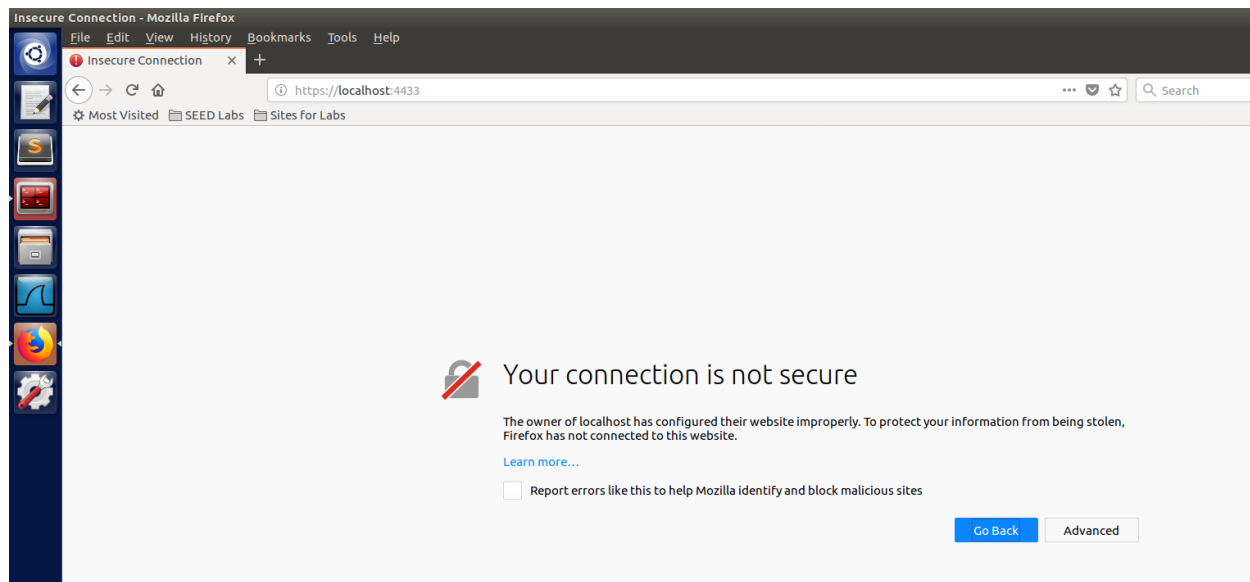 Insecure Connection - Mozilla Firefox
File Edit View History Bookmarks Tools Help
Insecure Connection
https://localhost:4433
Search
Most Visited SEED Labs Sites for Labs
S
Your connection is not secure
The owner of localhost has configured their website improperly. To protect your information from being stolen,
Firefox has not connected to this website.
Learn more…
Report errors like this to help Mozilla identify and block malicious sites
Go Back Advanced